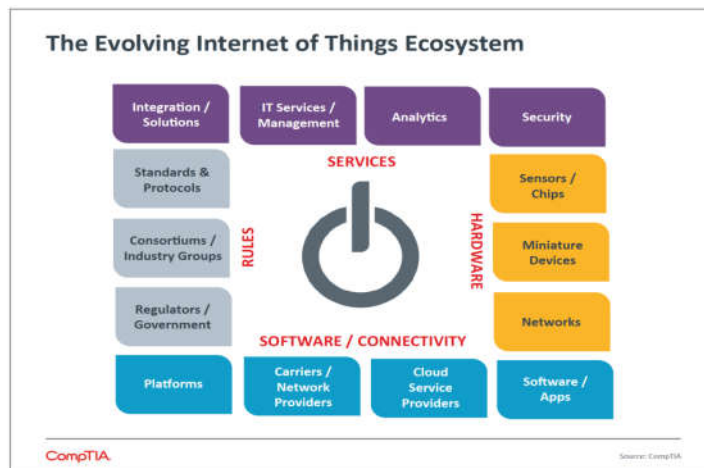 The Evolving Internet of Things Ecosystem
Integration /
Solutions
IT Services /
Management
Analytics
Security
SERVICES
Standards &
Protocols
Consortiums /
Industry Groups
Regulators /
Government
RULES
HARDWARE
Sensors /
Chips
Miniature
Devices
Networks
SOFTWARE / CONNECTIVITY
Platforms
Carriers /
Network
Providers
Cloud
Service
Providers
Software /
Apps
CompTIA.
Source: CompTIA